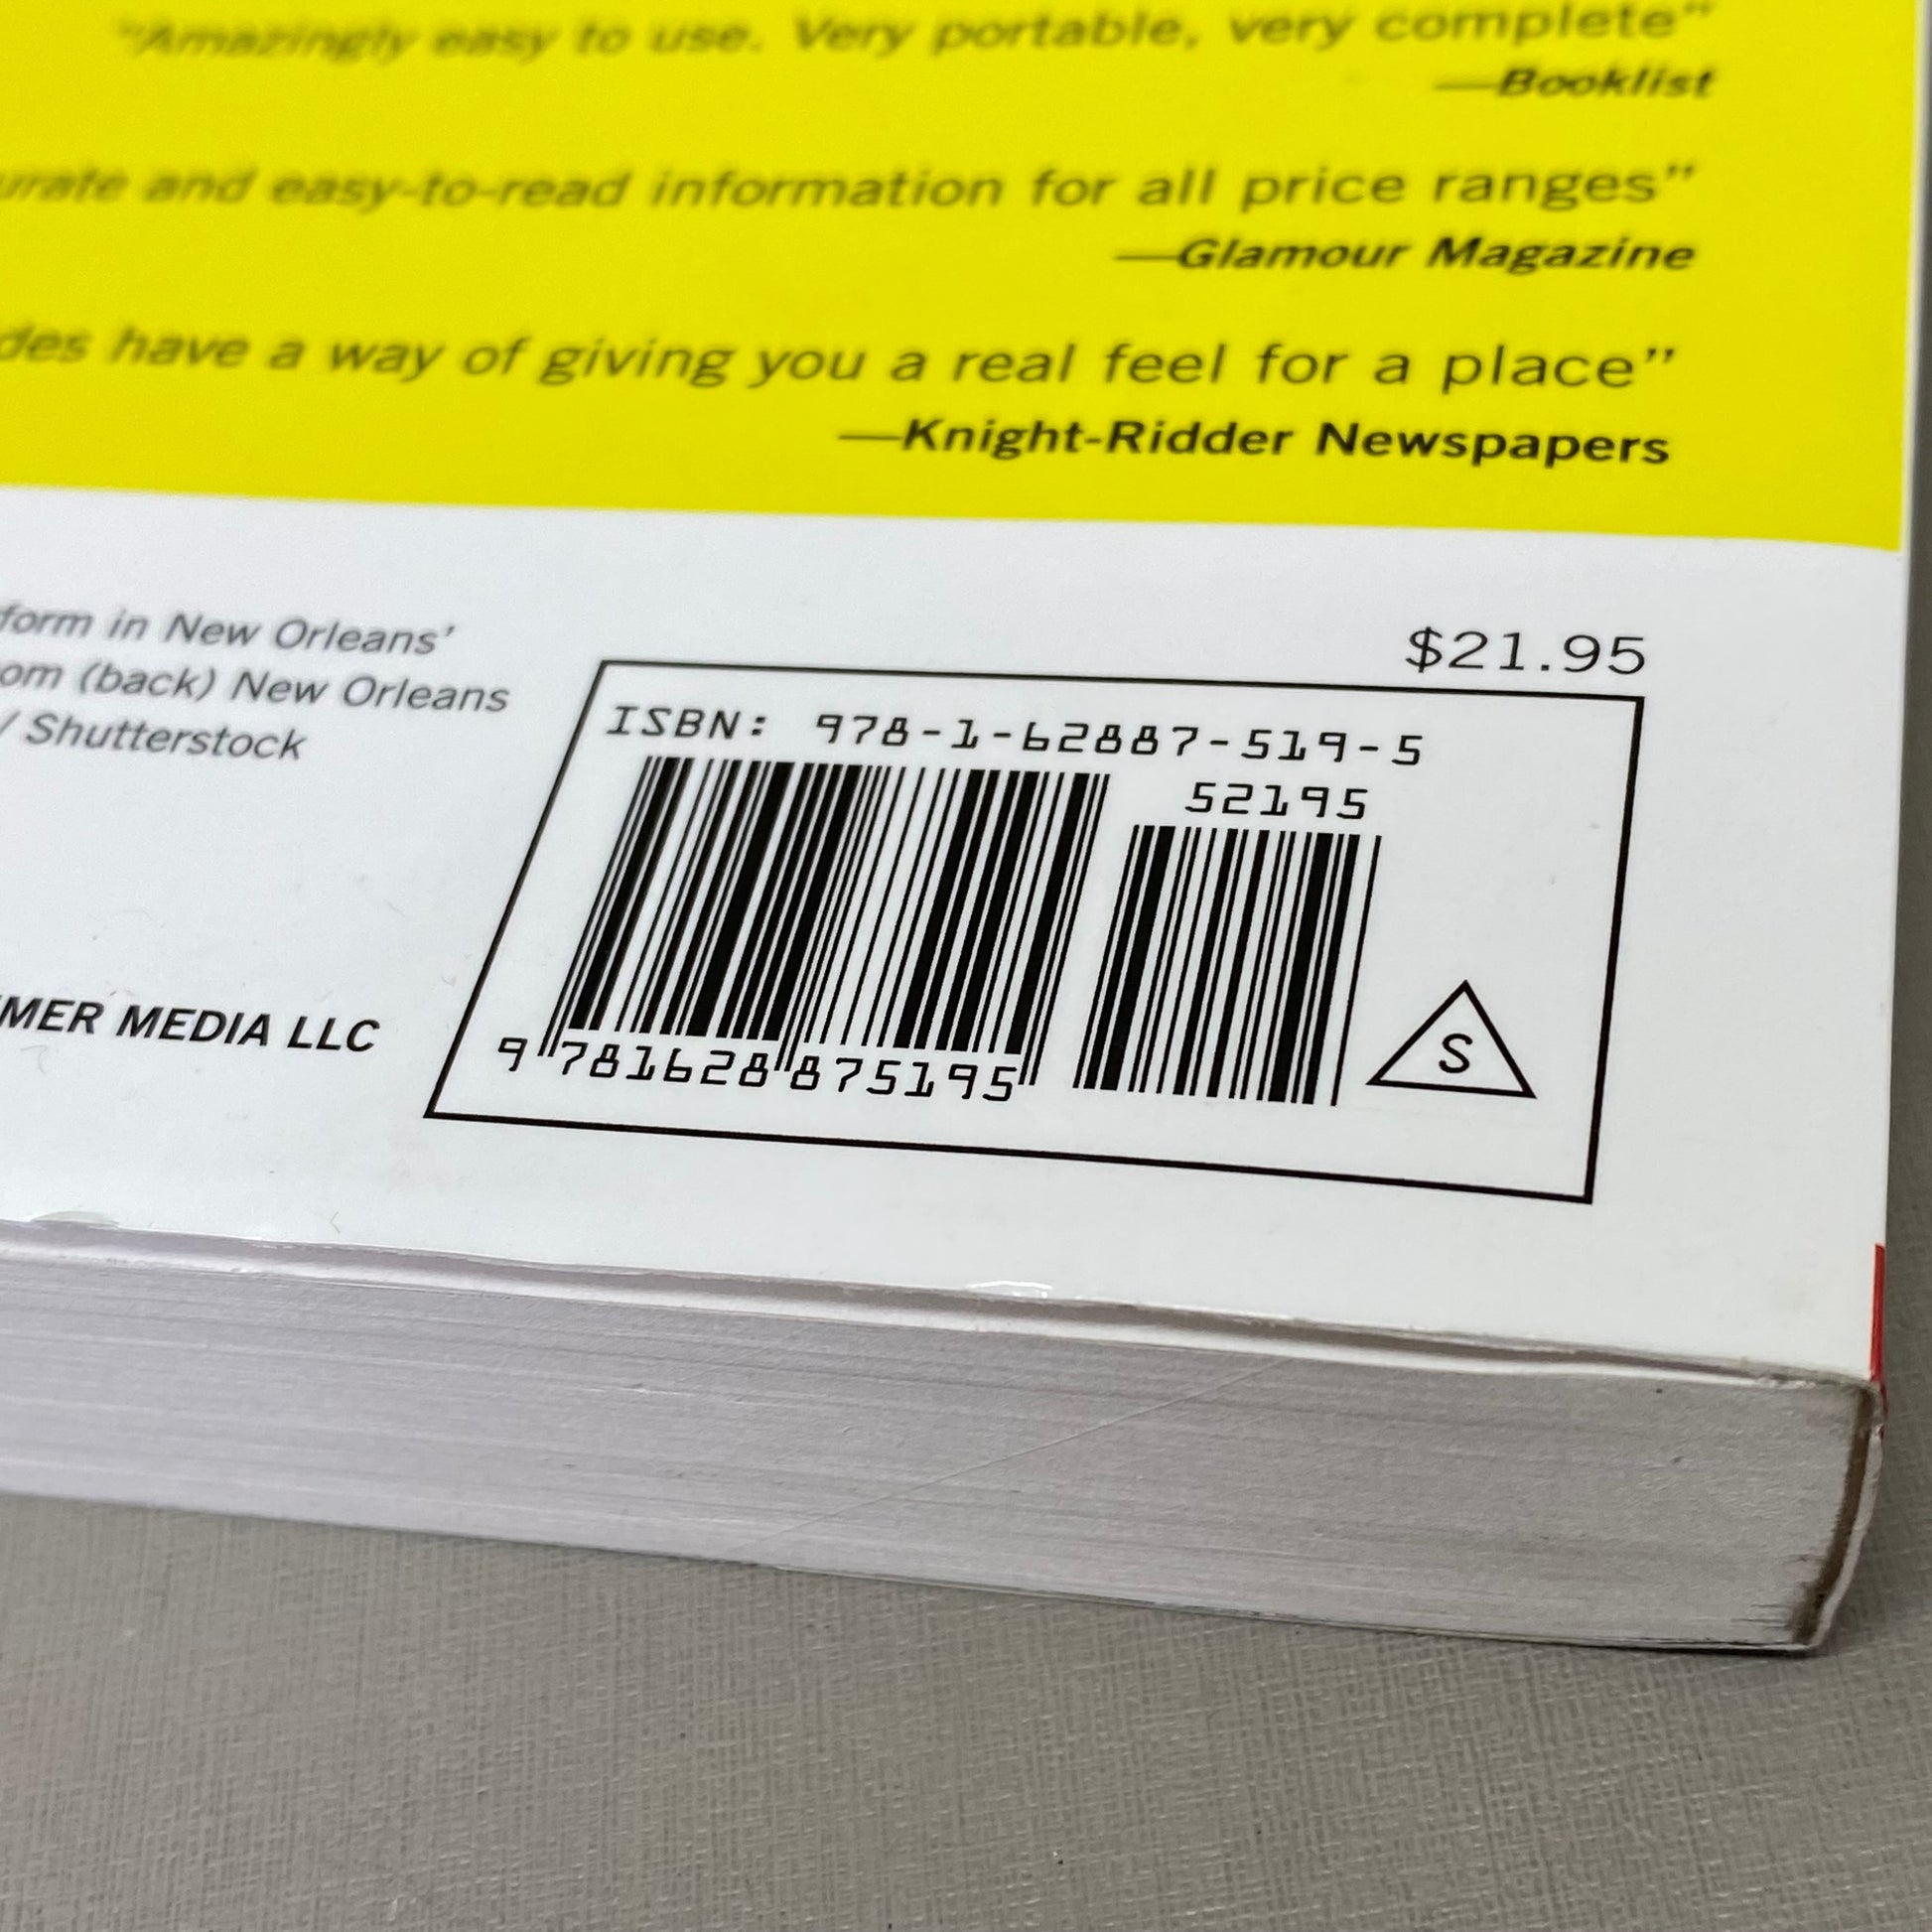 "Amazingly easy to use. Very portable, very complete"
—Booklist
urate and easy-to-read information for all price ranges"
—Glamour Magazine
des have a way of giving you a real feel for a place"
—Knight-Ridder Newspapers
form in New Orleans'
om (back) New Orleans
/ Shutterstock
MER MEDIA LLC
$21.95
ISBN: 978-1-62887-519-5
52195
9 781628 875195
S